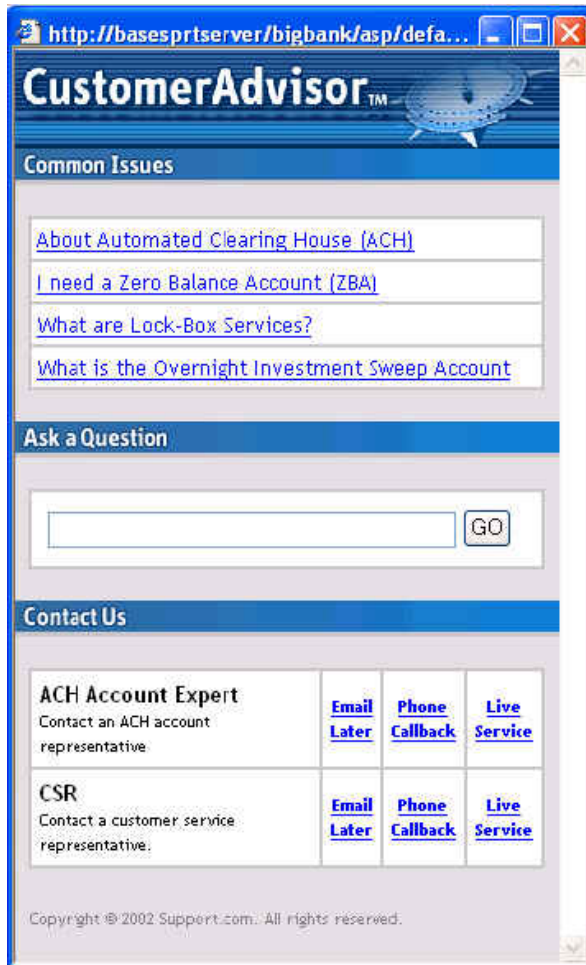 http://basesprtserver/bigbank/asp/defa...
CustomerAdvisor™
Common Issues
About Automated Clearing House (ACH)
I need a Zero Balance Account (ZBA)
What are Lock-Box Services?
What is the Overnight Investment Sweep Account
Ask a Question
GO
Contact Us
ACH Account Expert
Contact an ACH account
representative
Email
Later
Phone
Callback
Live
Service
CSR
Contact a customer service
representative.
Email
Later
Phone
Callback
Live
Service
Copyright © 2002 Support.com. All rights reserved.